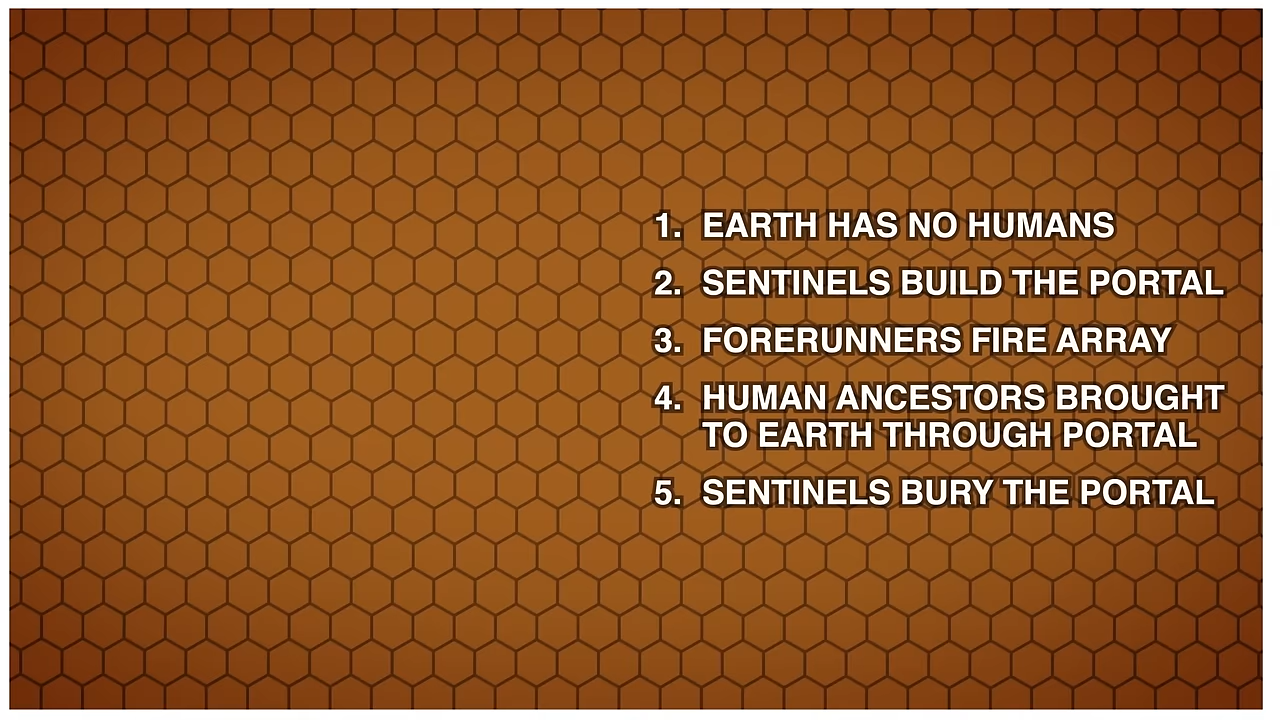 1. EARTH HAS NO HUMANS
2. SENTINELS BUILD THE PORTAL
3. FORERUNNERS FIRE ARRAY
4. HUMAN ANCESTORS BROUGHT
TO EARTH THROUGH PORTAL
5. SENTINELS BURY THE PORTAL